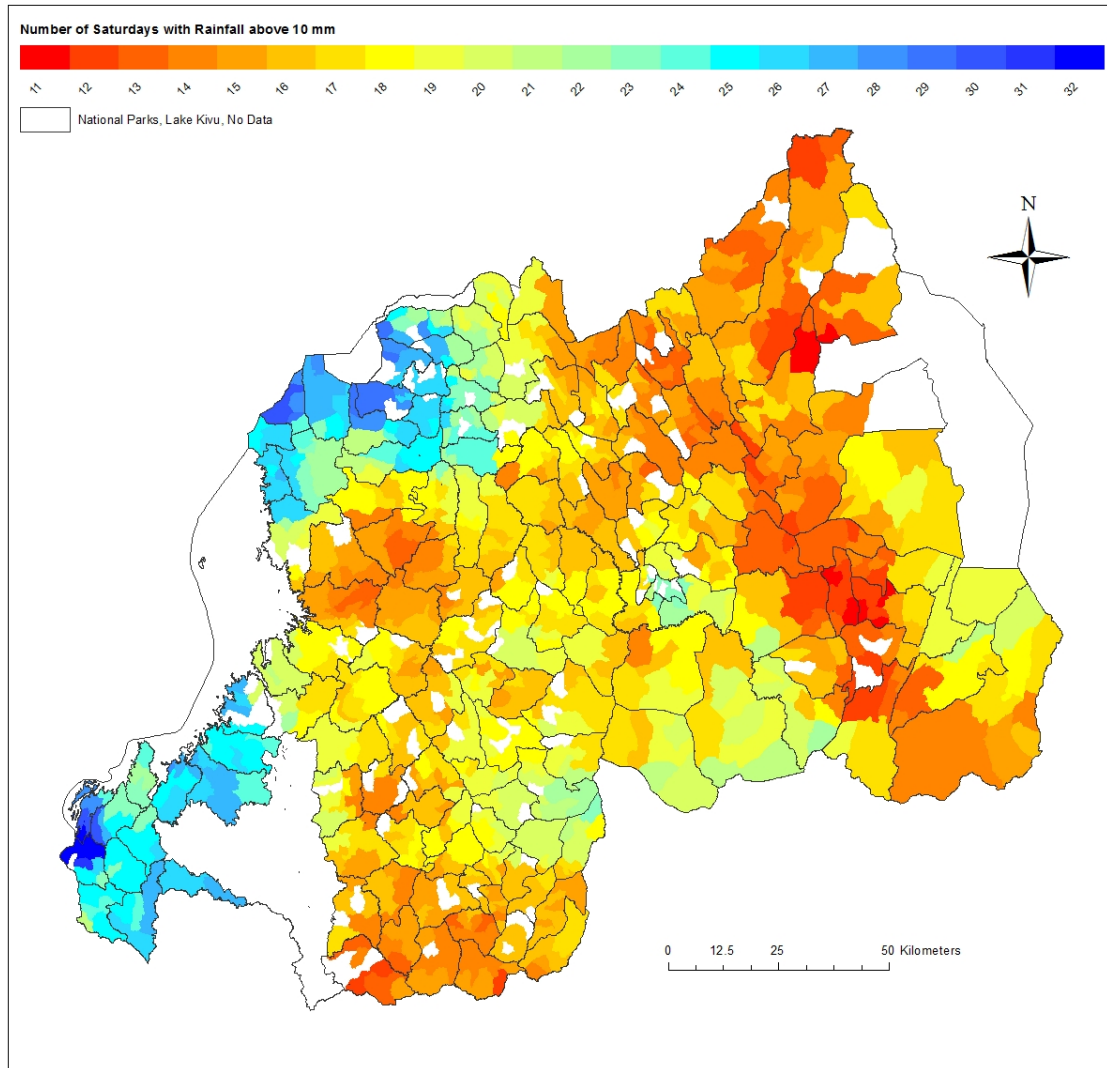 Number of Saturdays with Rainfall above 10 mm
11 12 13 14 15 16 17 18 19 20 21 22 23 24 25 26 27 28 29 30 31 32
National Parks, Lake Kivu, No Data
N
0 12.5 25 50 Kilometers